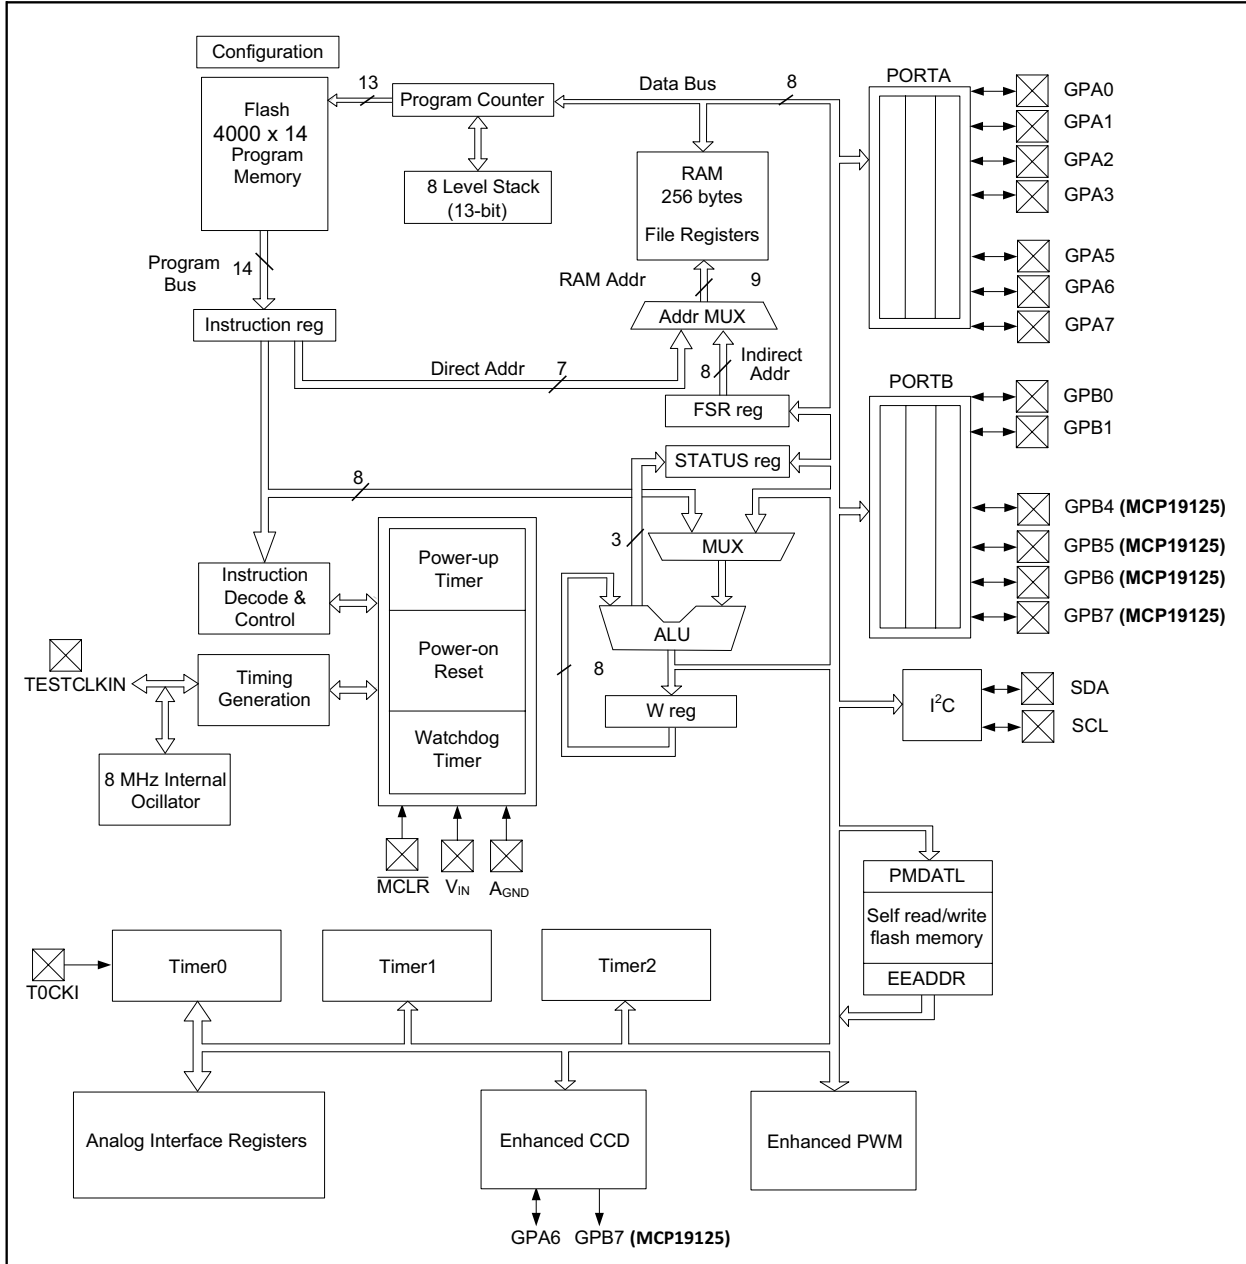 Configuration
Flash
4000 x 14
Program
Memory
13
Program Counter
8 Level Stack
(13-bit)
Data Bus
8
RAM
256 bytes
File Registers
PORTA
GPA0
GPA1
GPA2
GPA3
GPA5
GPA6
GPA7
Program
Bus
14
Instruction reg
RAM Addr
9
Addr MUX
Direct Addr
7
8
Indirect
Addr
FSR reg
STATUS reg
PORTB
GPB0
GPB1
GPB4 (MCP19125)
GPB5 (MCP19125)
GPB6 (MCP19125)
GPB7 (MCP19125)
8
3
MUX
ALU
8
W reg
Instruction
Decode &
Control
Power-up
Timer
Power-on
Reset
Watchdog
Timer
TESTCLKIN
Timing
Generation
8 MHz Internal
Ocillator
MCLR
VIN
AGND
I2C
SDA
SCL
PMDATL
Self read/write
flash memory
EEADDR
T0CKI
Timer0
Timer1
Timer2
Analog Interface Registers
Enhanced CCD
Enhanced PWM
GPA6
GPB7 (MCP19125)